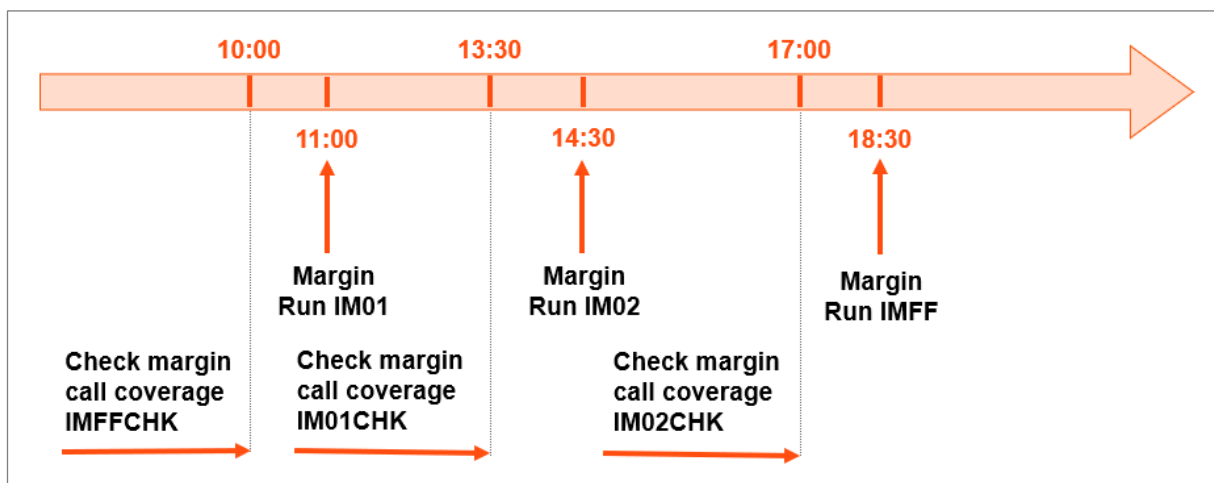 10:00
13:30
17:00
11:00
14:30
18:30
Margin
Run IM01
Margin
Run IM02
Margin
Run IMFF
Check margin
call coverage
IMFFCHK
Check margin
call coverage
IM01CHK
Check margin
call coverage
IM02CHK